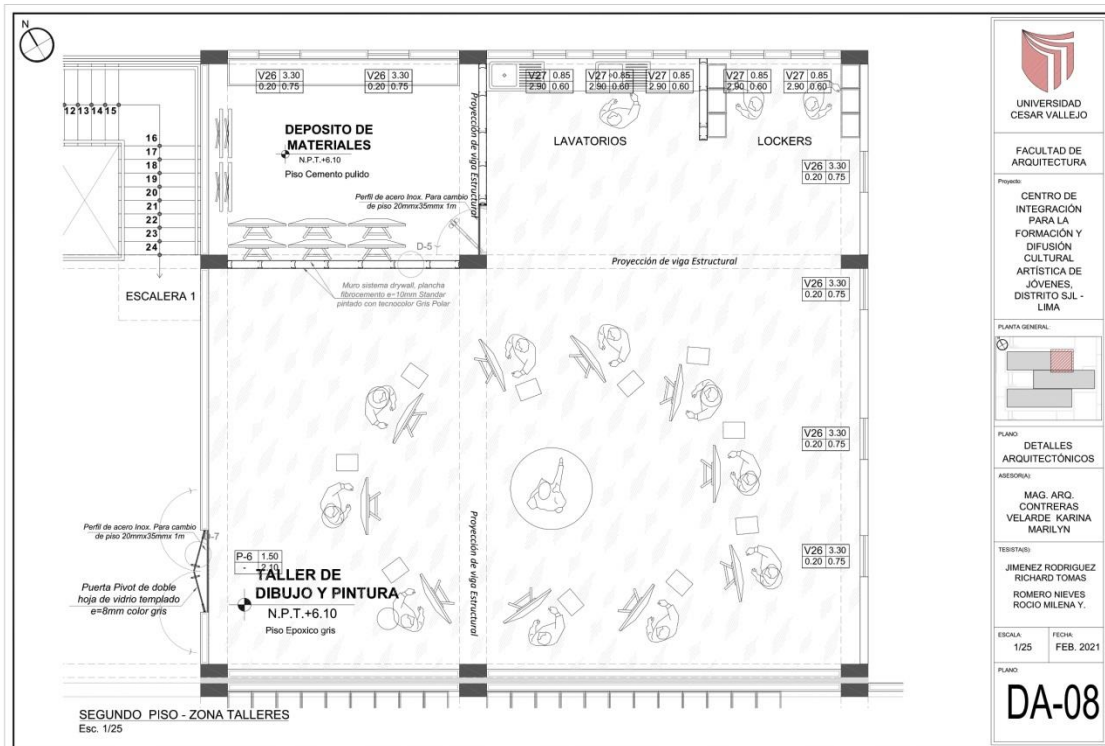 N
12 13 14 15
16
17
18
19
20
21
22
23
24
ESCALERA 1
V26 3.30
0.20 0.75
V26 3.30
0.20 0.75
DEPOSITO DE
MATERIALES
N.P.T.+6.10
Piso Cemento pulido
Perfil de acero Inox. Para cambio
de piso 20mmx35mmx 1m
D-5
Proyección de viga Estructural
Muro sistema drywall, plancha
fibrocemento e=10mm Standar
pintado con tecnocolor Gris Polar
V27 0.85
2.90 0.60
V27 0.85
2.90 0.60
V27 0.85
2.90 0.60
V27 0.85
2.90 0.60
V27 0.85
2.90 0.60
LAVATORIOS
LOCKERS
V26 3.30
0.20 0.75
Proyección de viga Estructural
V26 3.30
0.20 0.75
V26 3.30
0.20 0.75
V26 3.30
0.20 0.75
Proyección de viga Estructural
Perfil de acero Inox. Para cambio
de piso 20mmx35mmx 1m
Puerta Pivot de doble
hoja de vidrio templado
e=8mm color gris
P-6 1.50
- 2.10
TALLER DE
DIBUJO Y PINTURA
N.P.T.+6.10
Piso Epoxico gris
SEGUNDO PISO - ZONA TALLERES
Esc. 1/25
UNIVERSIDAD
CESAR VALLEJO
FACULTAD DE
ARQUITECTURA
Proyecto:
CENTRO DE
INTEGRACIÓN
PARA LA
FORMACIÓN Y
DIFUSIÓN
CULTURAL
ARTÍSTICA DE
JÓVENES,
DISTRITO SJL -
LIMA
PLANTA GENERAL:
PLANO:
DETALLES
ARQUITECTÓNICOS
ASESOR(A):
MAG. ARQ.
CONTRERAS
VELARDE KARINA
MARILYN
TESISTA(S):
JIMENEZ RODRIGUEZ
RICHARD TOMAS
ROMERO NIEVES
ROCIO MILENA Y.
ESCALA:
1/25
FECHA:
FEB. 2021
PLANO:
DA-08